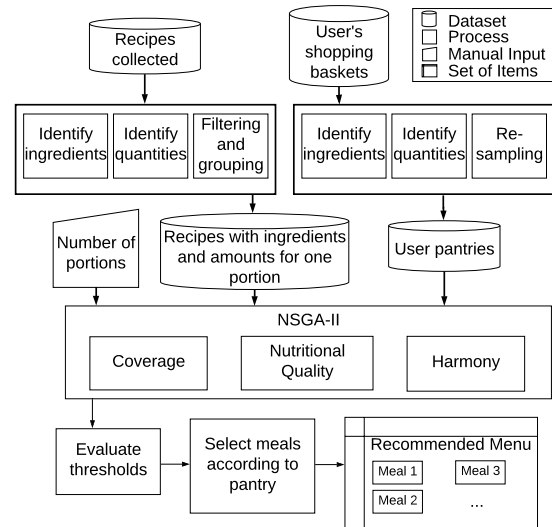 Recipes
collected
User's
shopping
baskets
Dataset
Process
Manual Input
Set of Items
Identify
ingredients
Identify
quantities
Filtering
and
grouping
Identify
ingredients
Identify
quantities
Re-
sampling
Number of
portions
Recipes with ingredients
and amounts for one
portion
User pantries
NSGA-II
Coverage
Nutritional
Quality
Harmony
Evaluate
thresholds
Select meals
according to
pantry
Recommended Menu
Meal 1
Meal 3
Meal 2
...